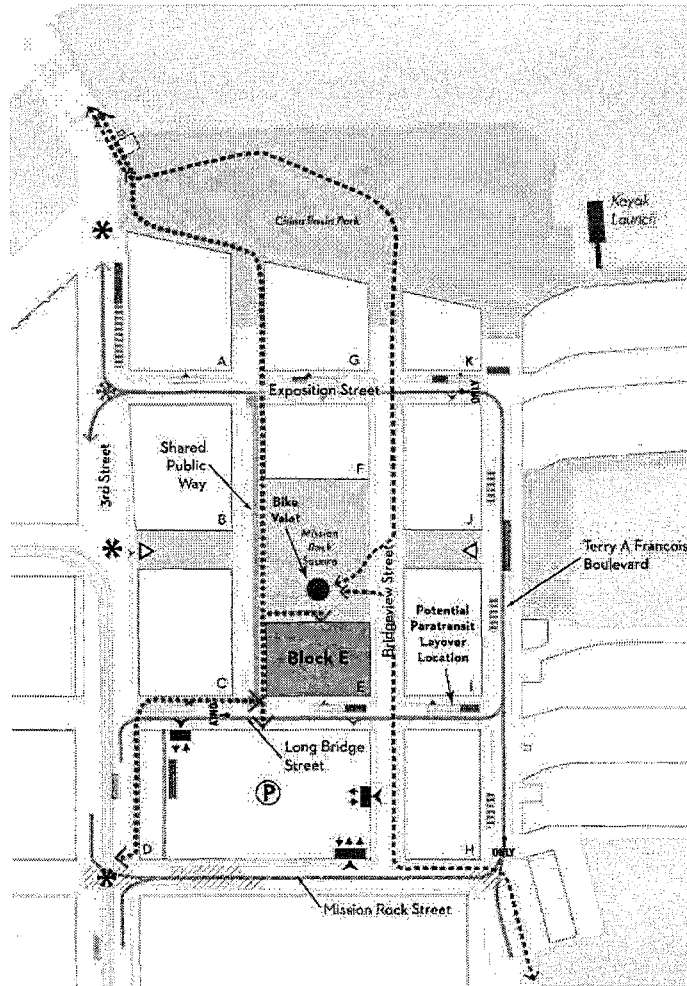 Kayak
Launch
China Basin Park
A
G
K
ONLY
Exposition Street
3rd Street
Shared
Public
Way
F
Bike
Valet
B
Mission
Rock
Square
J
Bridgeview Street
Terry A Francois
Boulevard
Potential
Paratransit
Layover
Location
Block E
C
E
I
ONLY
Long Bridge
Street
P
D
H
ONLY
Mission Rock Street